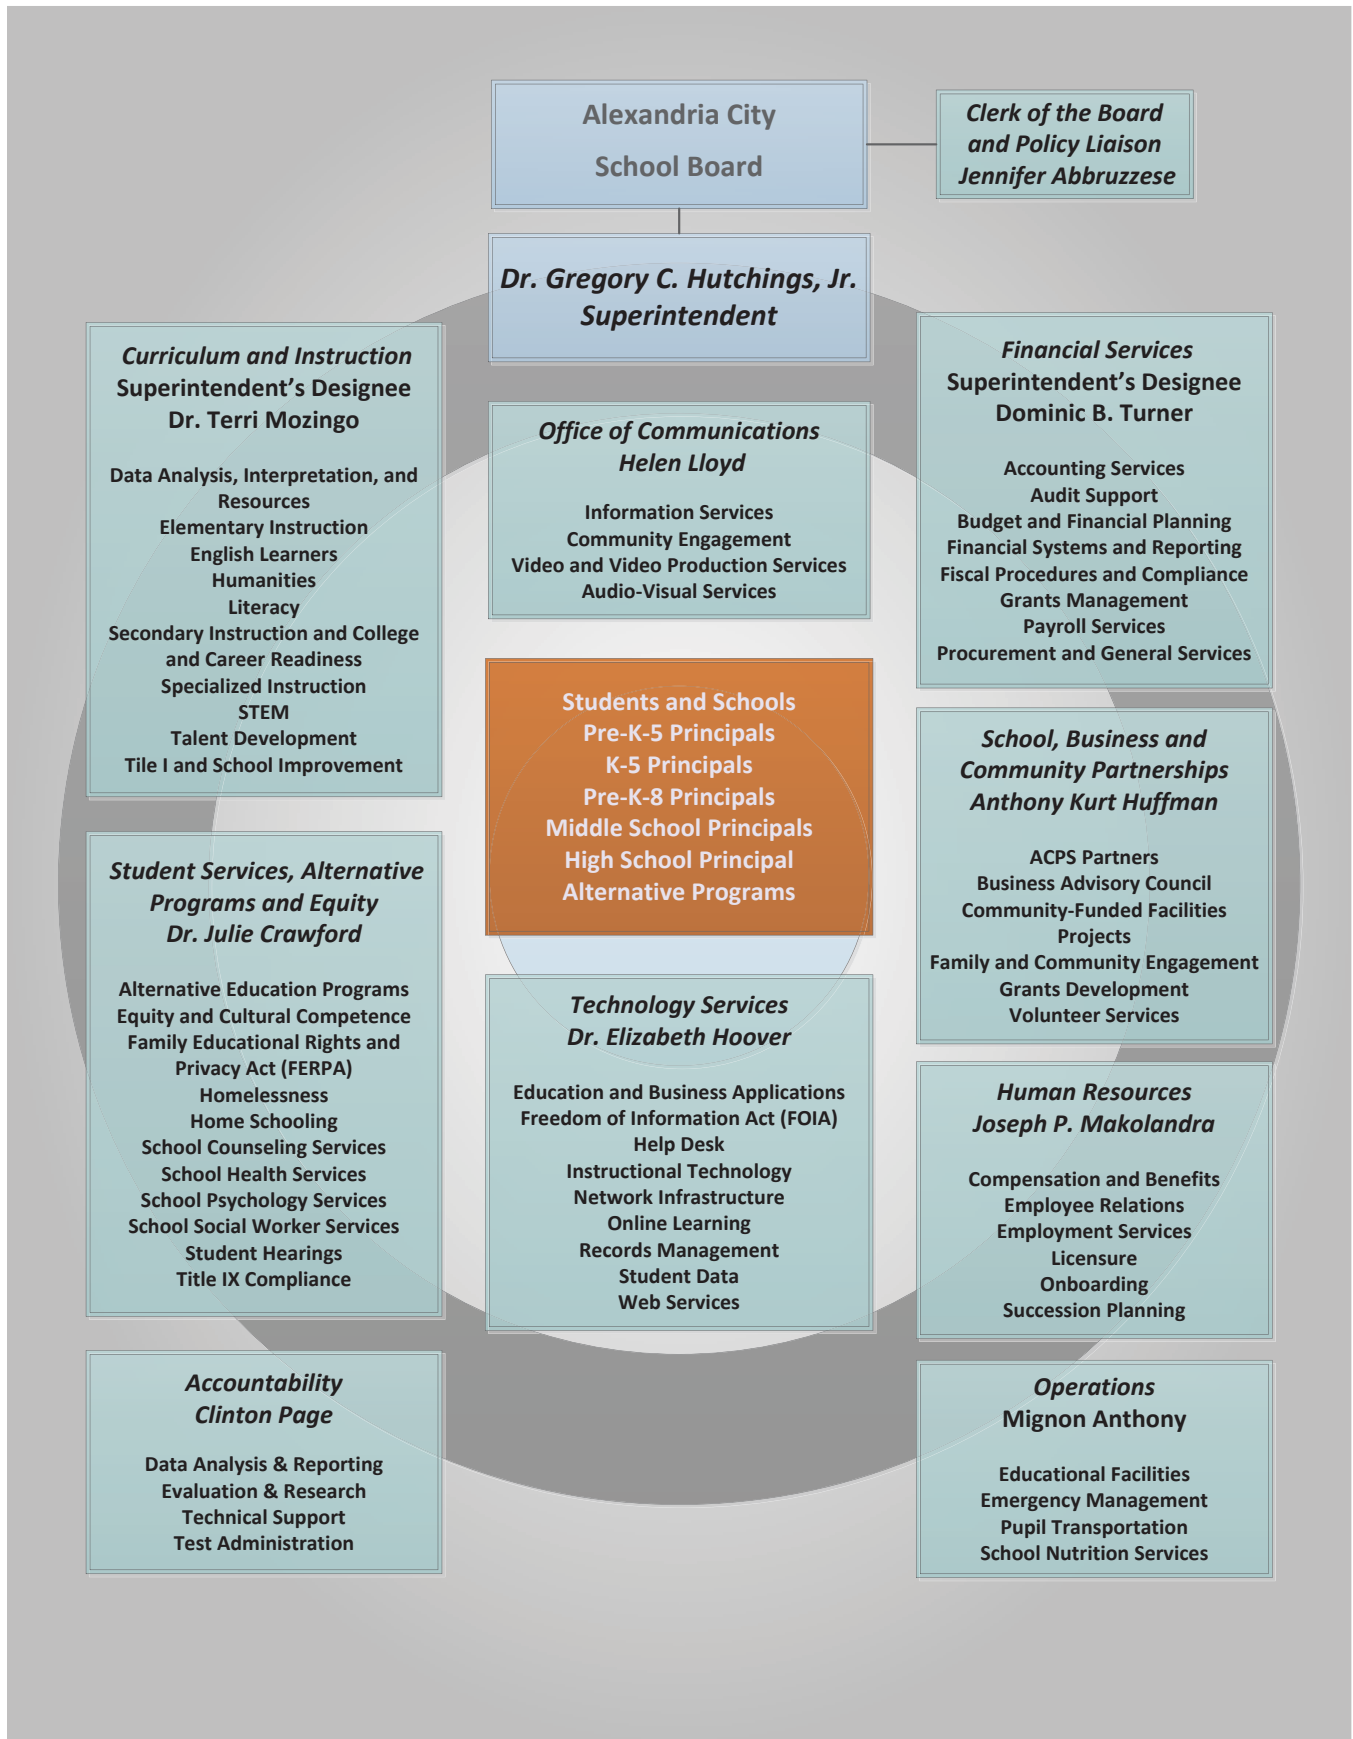 Alexandria City
School Board
Clerk of the Board
and Policy Liaison
Jennifer Abbruzzese
Dr. Gregory C. Hutchings, Jr.
Superintendent
Curriculum and Instruction
Superintendent’s Designee
Dr. Terri Mozingo
Data Analysis, Interpretation, and
Resources
Elementary Instruction
English Learners
Humanities
Literacy
Secondary Instruction and College
and Career Readiness
Specialized Instruction
STEM
Talent Development
Tile I and School Improvement
Student Services, Alternative
Programs and Equity
Dr. Julie Crawford
Alternative Education Programs
Equity and Cultural Competence
Family Educational Rights and
Privacy Act (FERPA)
Homelessness
Home Schooling
School Counseling Services
School Health Services
School Psychology Services
School Social Worker Services
Student Hearings
Title IX Compliance
Accountability
Clinton Page
Data Analysis & Reporting
Evaluation & Research
Technical Support
Test Administration
Office of Communications
Helen Lloyd
Information Services
Community Engagement
Video and Video Production Services
Audio-Visual Services
Students and Schools
Pre-K-5 Principals
K-5 Principals
Pre-K-8 Principals
Middle School Principals
High School Principal
Alternative Programs
Technology Services
Dr. Elizabeth Hoover
Education and Business Applications
Freedom of Information Act (FOIA)
Help Desk
Instructional Technology
Network Infrastructure
Online Learning
Records Management
Student Data
Web Services
Financial Services
Superintendent’s Designee
Dominic B. Turner
Accounting Services
Audit Support
Budget and Financial Planning
Financial Systems and Reporting
Fiscal Procedures and Compliance
Grants Management
Payroll Services
Procurement and General Services
School, Business and
Community Partnerships
Anthony Kurt Huffman
ACPS Partners
Business Advisory Council
Community-Funded Facilities
Projects
Family and Community Engagement
Grants Development
Volunteer Services
Human Resources
Joseph P. Makolandra
Compensation and Benefits
Employee Relations
Employment Services
Licensure
Onboarding
Succession Planning
Operations
Mignon Anthony
Educational Facilities
Emergency Management
Pupil Transportation
School Nutrition Services